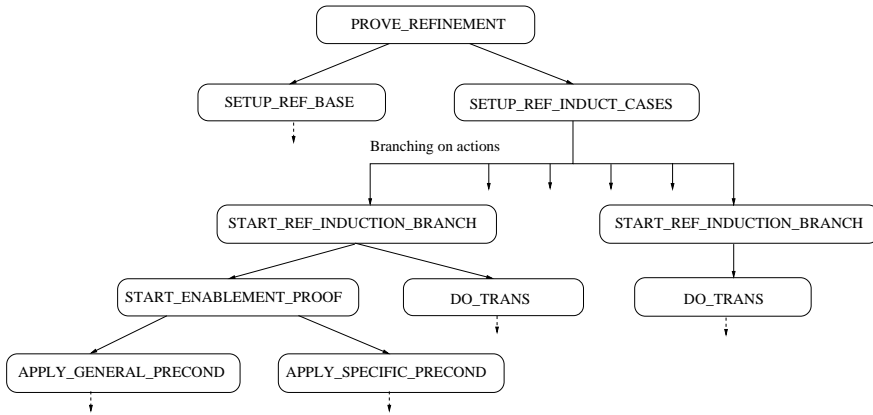 PROVE_REFINEMENT
SETUP_REF_BASE
SETUP_REF_INDUCT_CASES
Branching on actions
START_REF_INDUCTION_BRANCH
START_REF_INDUCTION_BRANCH
START_ENABLEMENT_PROOF
DO_TRANS
DO_TRANS
APPLY_GENERAL_PRECOND
APPLY_SPECIFIC_PRECOND